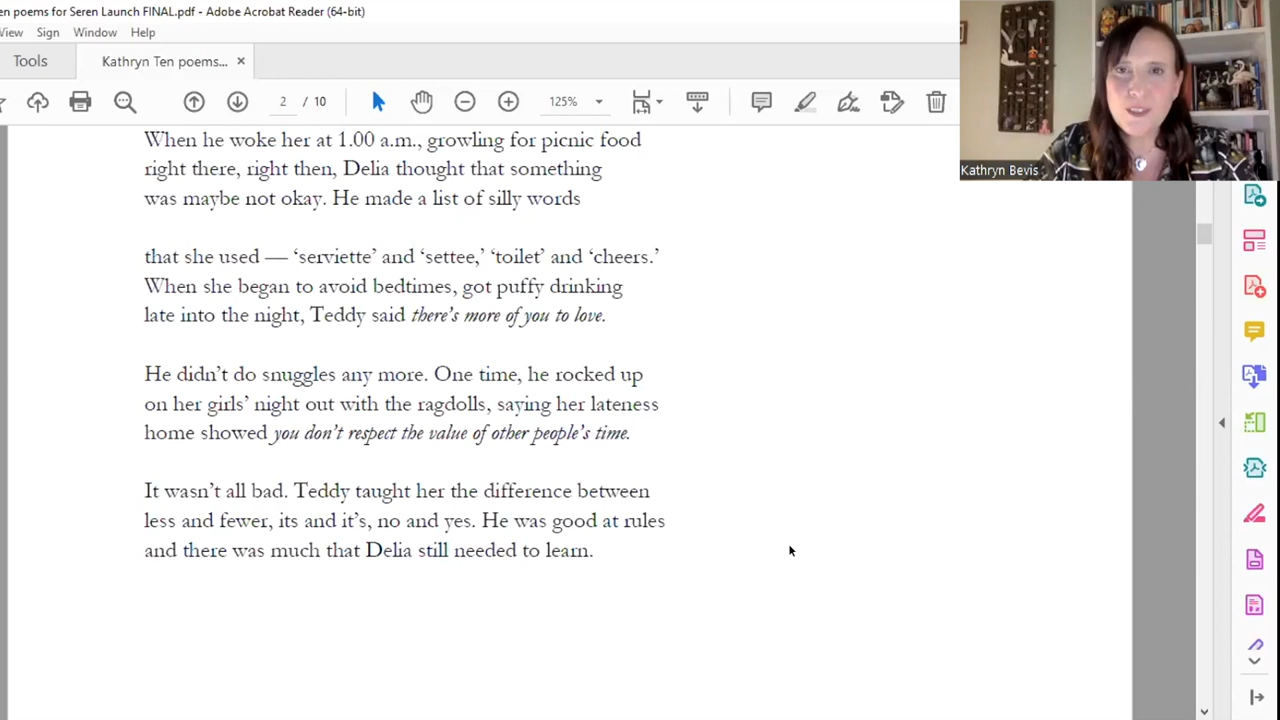 en poems for Seren Launch FINAL.pdf - Adobe Acrobat Reader (64-bit)
View Sign Window Help
Tools
Kathryn Ten poems... ×
2 / 10
125%
Kathryn Bevis
When he woke her at 1.00 a.m., growling for picnic food
right there, right then, Delia thought that something
was maybe not okay. He made a list of silly words
that she used — ‘serviette’ and ‘settee,’ ‘toilet’ and ‘cheers.’
When she began to avoid bedtimes, got puffy drinking
late into the night, Teddy said there’s more of you to love.
He didn’t do snuggles any more. One time, he rocked up
on her girls’ night out with the ragdolls, saying her lateness
home showed you don’t respect the value of other people’s time.
It wasn’t all bad. Teddy taught her the difference between
less and fewer, its and it’s, no and yes. He was good at rules
and there was much that Delia still needed to learn.